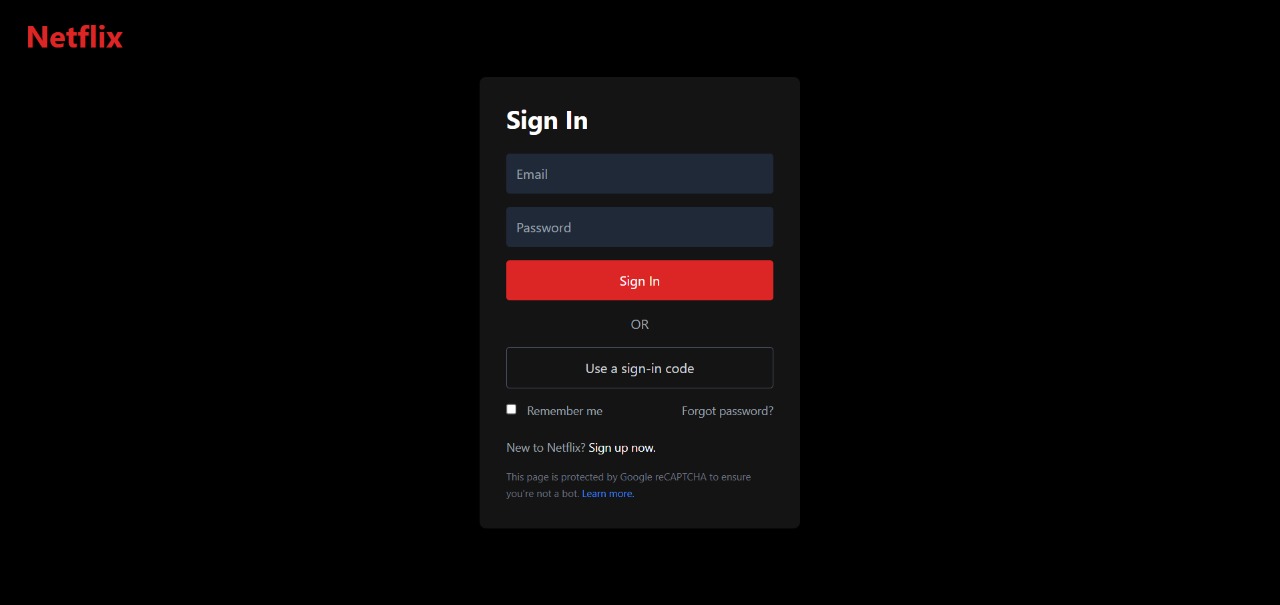 Netflix
Sign In
Email
Password
Sign In
OR
Use a sign-in code
Remember me
Forgot password?
New to Netflix? Sign up now.
This page is protected by Google reCAPTCHA to ensure
you're not a bot. Learn more.